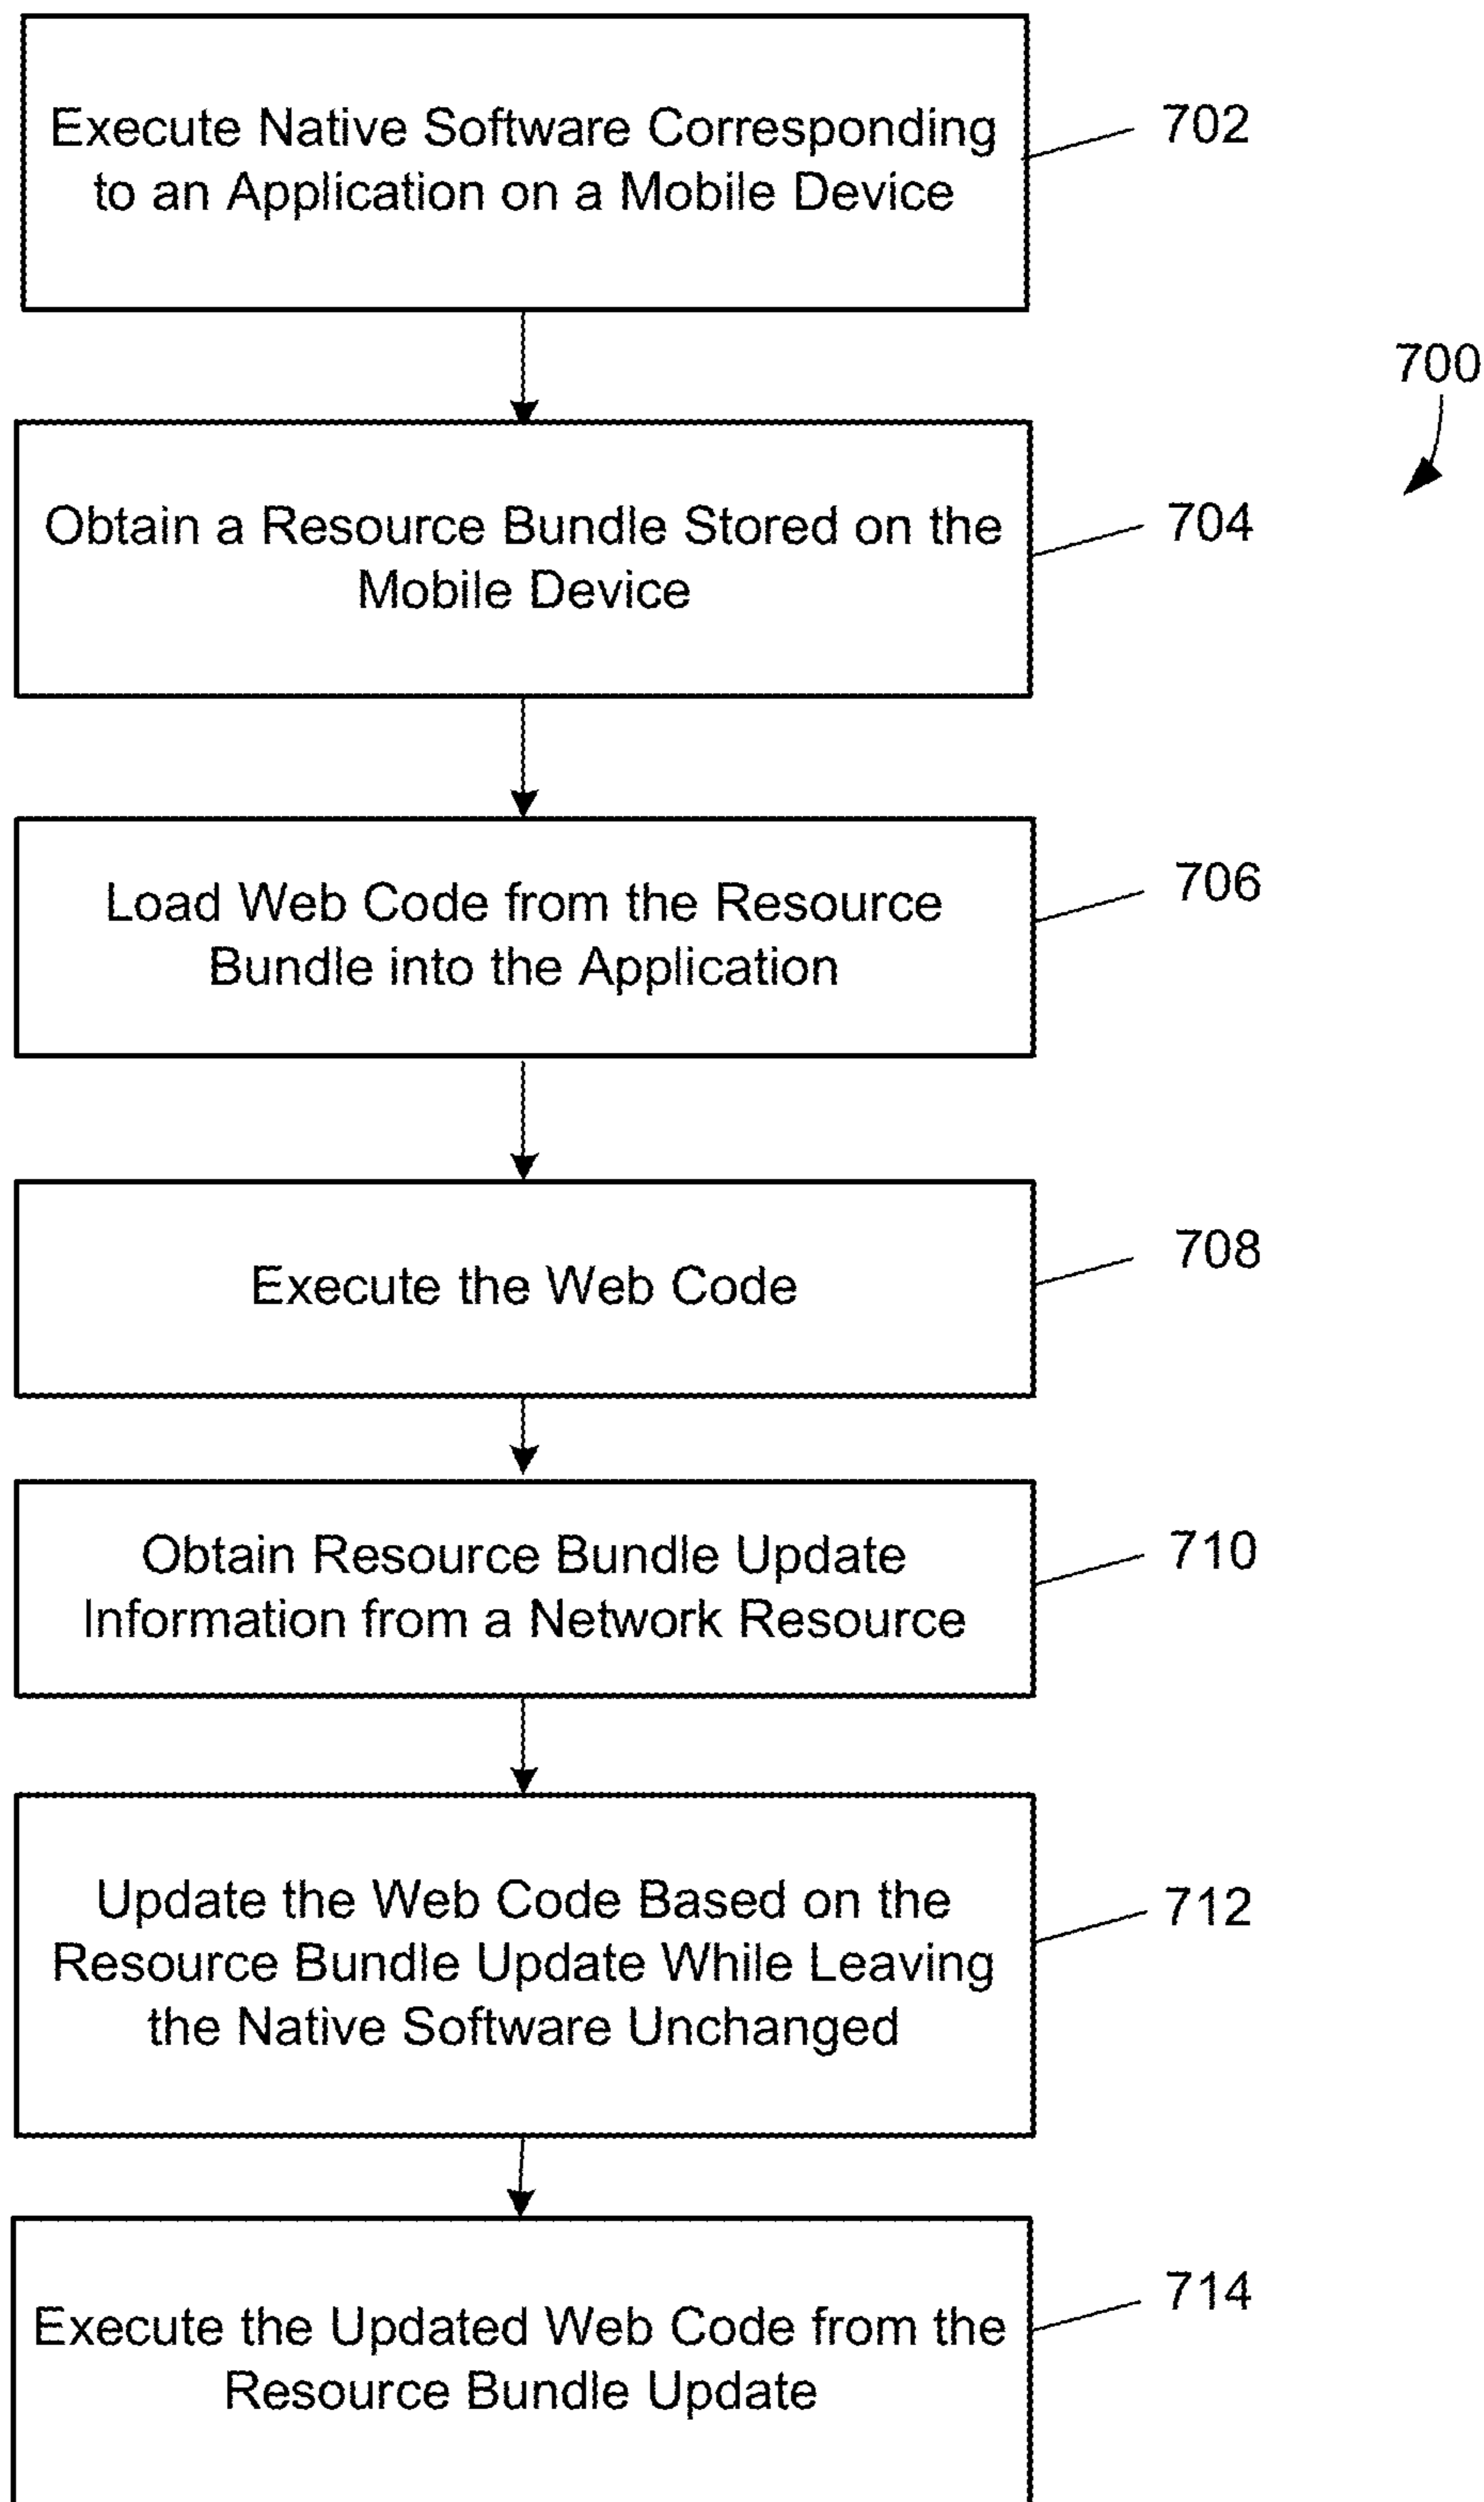 Execute Native Software Corresponding
to an Application on a Mobile Device
702
700
Obtain a Resource Bundle Stored on the
Mobile Device
704
Load Web Code from the Resource
Bundle into the Application
706
Execute the Web Code
708
Obtain Resource Bundle Update
Information from a Network Resource
710
Update the Web Code Based on the
Resource Bundle Update While Leaving
the Native Software Unchanged
712
Execute the Updated Web Code from the
Resource Bundle Update
714